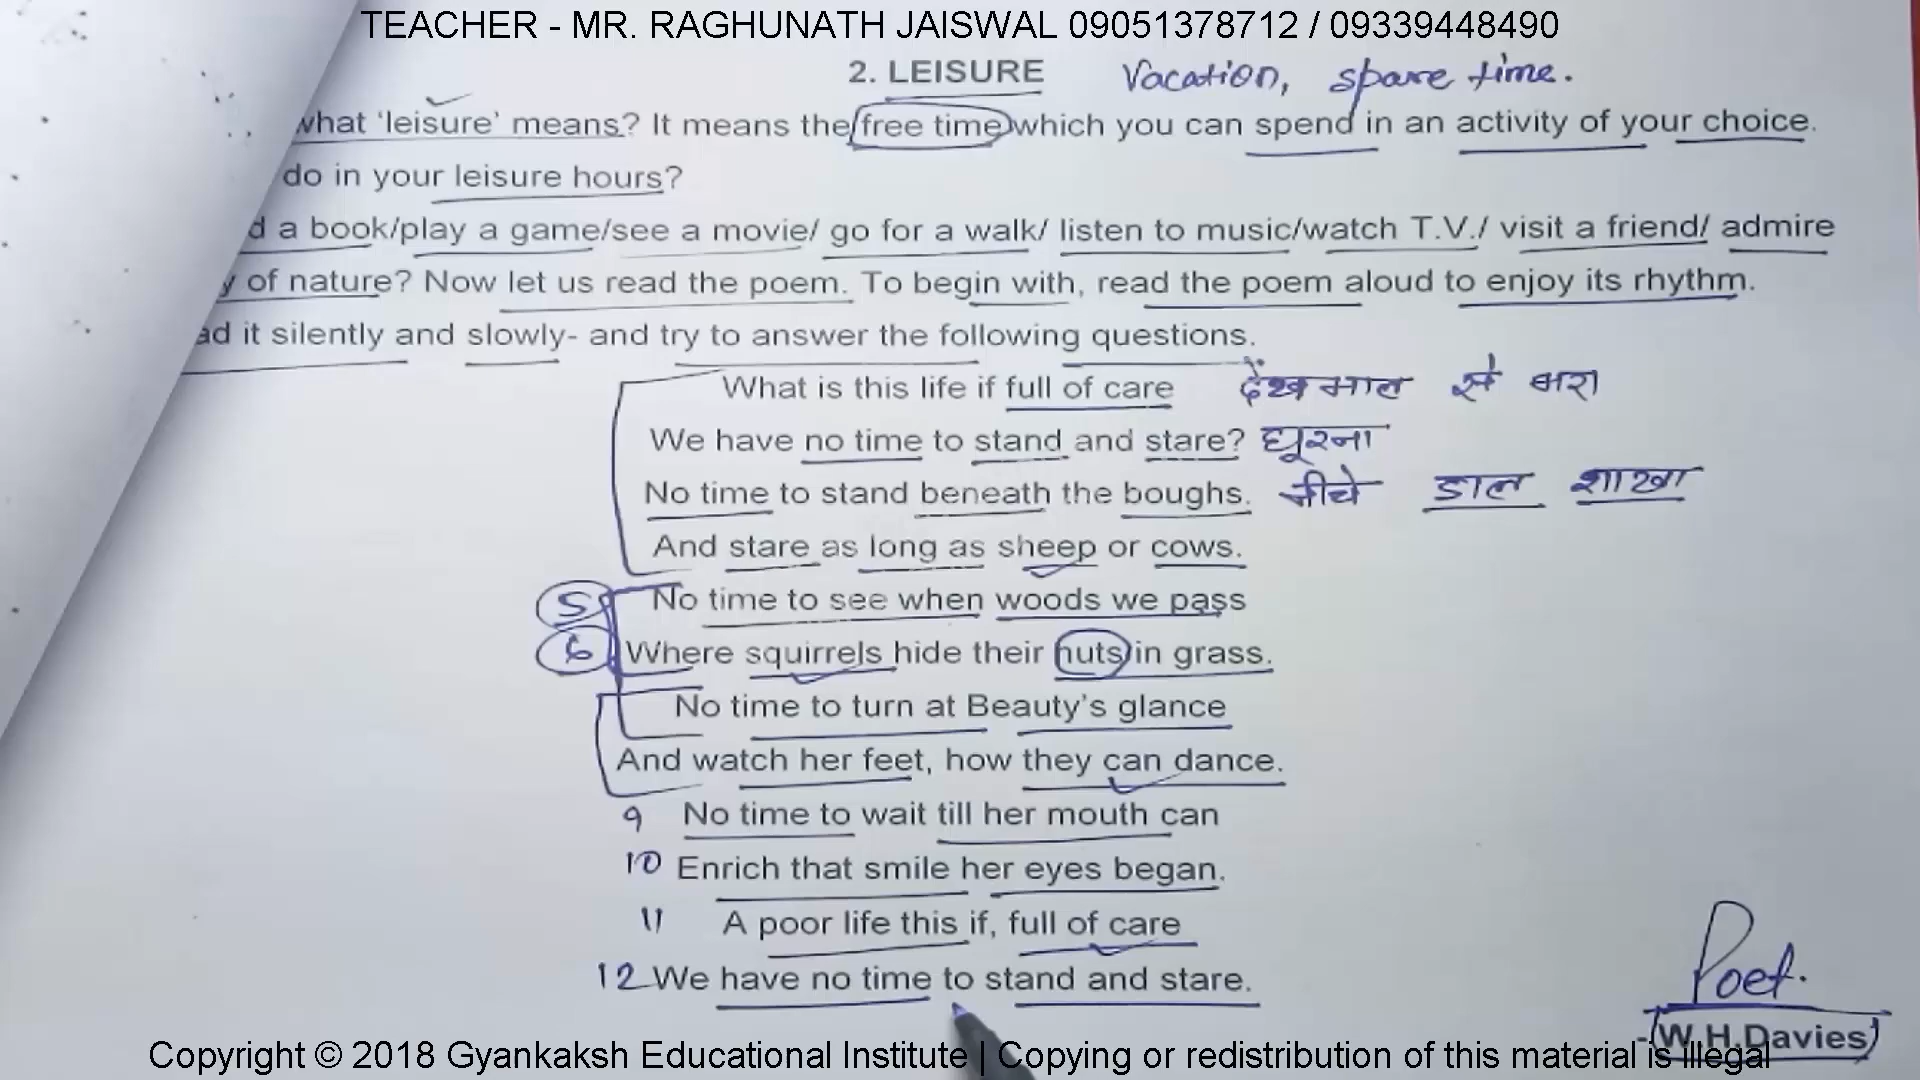 TEACHER - MR. RAGHUNATH JAISWAL 09051378712 / 09339448490
2. LEISURE Vacation, spare time.
what 'leisure' means? It means the free time which you can spend in an activity of your choice.
do in your leisure hours?
d a book/play a game/see a movie/ go for a walk/ listen to music/watch T.V./ visit a friend/ admire
y of nature? Now let us read the poem. To begin with, read the poem aloud to enjoy its rhythm.
ad it silently and slowly- and try to answer the following questions.
What is this life if full of care देखभाल से भरा
We have no time to stand and stare? घूरना
No time to stand beneath the boughs. नीचे डाल शाखा
And stare as long as sheep or cows.
5 No time to see when woods we pass
6 Where squirrels hide their nuts in grass.
No time to turn at Beauty's glance
And watch her feet, how they can dance.
9 No time to wait till her mouth can
10 Enrich that smile her eyes began.
11 A poor life this if, full of care
12 We have no time to stand and stare.
Poet.
- W.H.Davies
Copyright © 2018 Gyankaksh Educational Institute | Copying or redistribution of this material is illegal